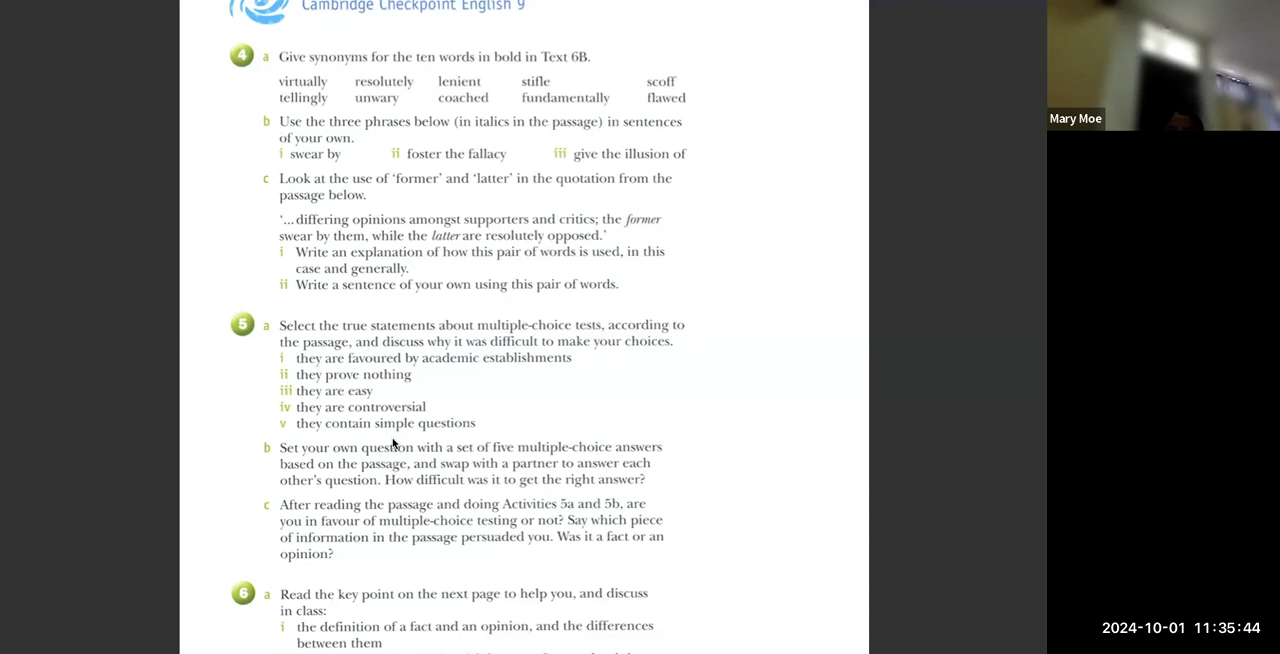 Cambridge Checkpoint English 9
4 a Give synonyms for the ten words in bold in Text 6B.
virtually resolutely lenient stifle scoff
tellingly unwary coached fundamentally flawed
b Use the three phrases below (in italics in the passage) in sentences
of your own.
i swear by ii foster the fallacy iii give the illusion of
c Look at the use of ‘former’ and ‘latter’ in the quotation from the
passage below.
‘... differing opinions amongst supporters and critics; the former
swear by them, while the latter are resolutely opposed.’
i Write an explanation of how this pair of words is used, in this
case and generally.
ii Write a sentence of your own using this pair of words.
5 a Select the true statements about multiple-choice tests, according to
the passage, and discuss why it was difficult to make your choices.
i they are favoured by academic establishments
ii they prove nothing
iii they are easy
iv they are controversial
v they contain simple questions
b Set your own question with a set of five multiple-choice answers
based on the passage, and swap with a partner to answer each
other’s question. How difficult was it to get the right answer?
c After reading the passage and doing Activities 5a and 5b, are
you in favour of multiple-choice testing or not? Say which piece
of information in the passage persuaded you. Was it a fact or an
opinion?
6 a Read the key point on the next page to help you, and discuss
in class:
i the definition of a fact and an opinion, and the differences
between them
Mary Moe
2024-10-01 11:35:44